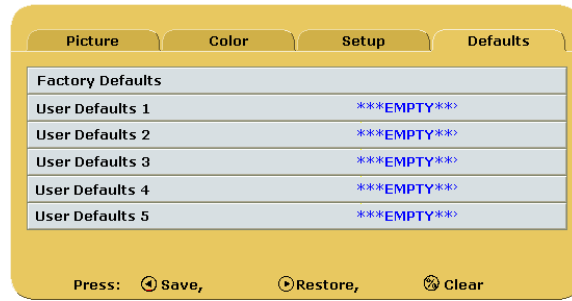 Picture Color Setup Defaults
Factory Defaults
User Defaults 1 ***EMPTY**
User Defaults 2 ***EMPTY**
User Defaults 3 ***EMPTY**
User Defaults 4 ***EMPTY**
User Defaults 5 ***EMPTY**
Press: Save, Restore, Clear